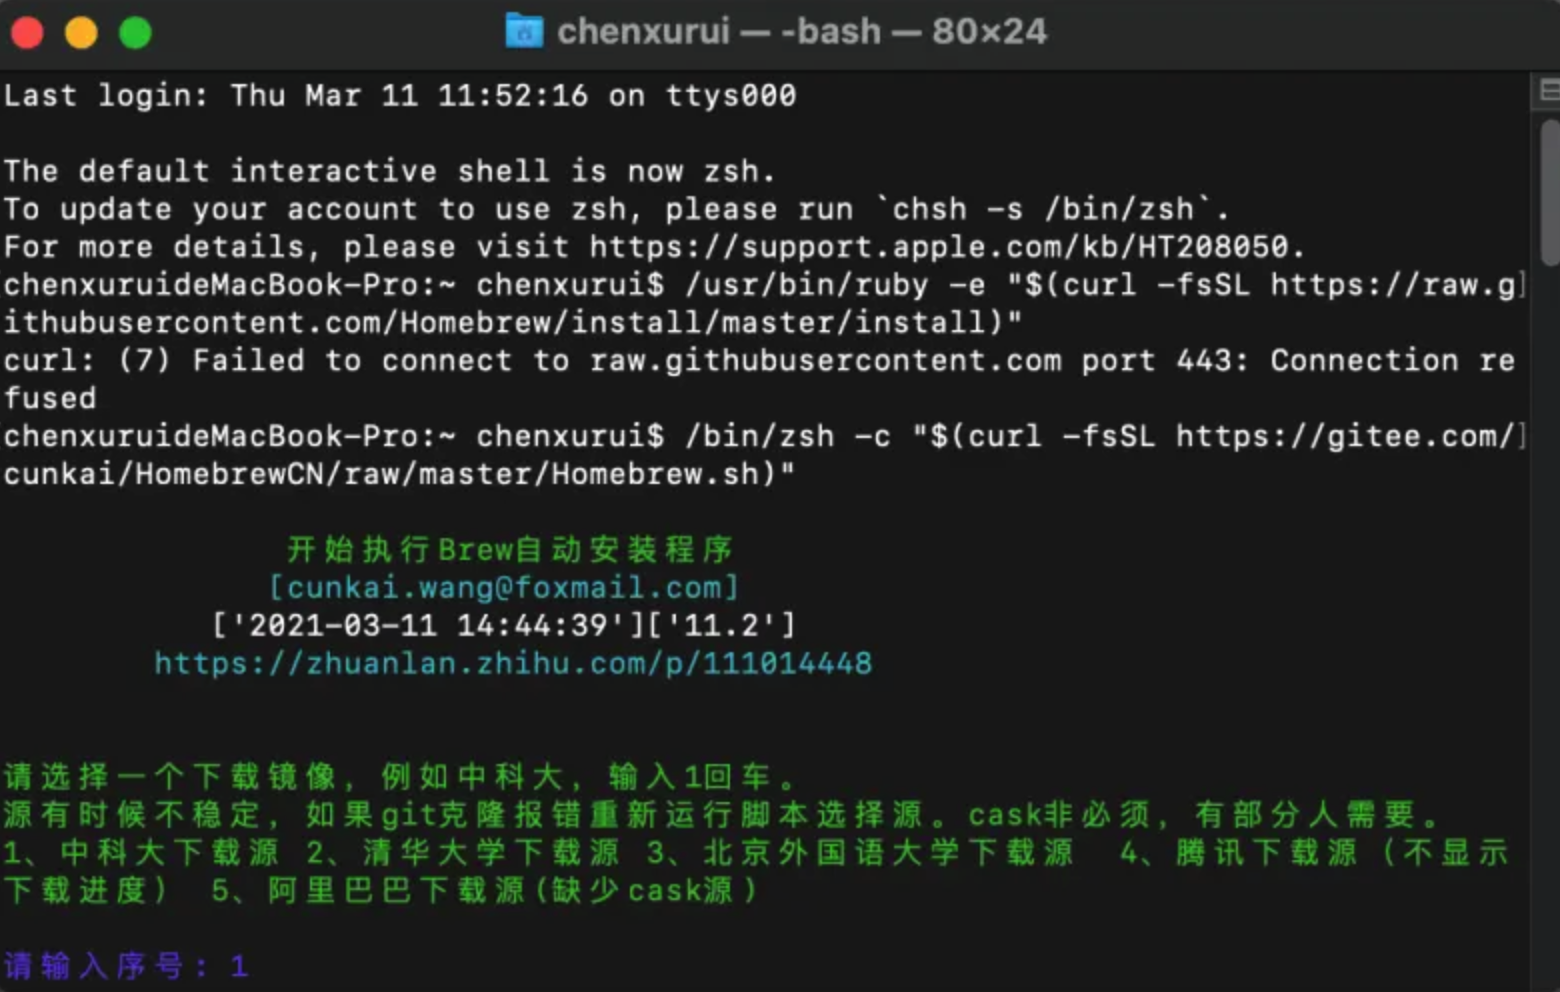 chenxurui — -bash — 80×24
Last login: Thu Mar 11 11:52:16 on ttys000
The default interactive shell is now zsh.
To update your account to use zsh, please run `chsh -s /bin/zsh`.
For more details, please visit https://support.apple.com/kb/HT208050.
chenxuruideMacBook-Pro:~ chenxurui$ /usr/bin/ruby -e "$(curl -fsSL https://raw.g
ithubusercontent.com/Homebrew/install/master/install)"
curl: (7) Failed to connect to raw.githubusercontent.com port 443: Connection re
fused
chenxuruideMacBook-Pro:~ chenxurui$ /bin/zsh -c "$(curl -fsSL https://gitee.com/
cunkai/HomebrewCN/raw/master/Homebrew.sh)"
开始执行Brew自动安装程序
[cunkai.wang@foxmail.com]
['2021-03-11 14:44:39']['11.2']
https://zhuanlan.zhihu.com/p/111014448
请选择一个下载镜像，例如中科大，输入1回车。
源有时候不稳定，如果git克隆报错重新运行脚本选择源。cask非必须，有部分人需要。
1、中科大下载源 2、清华大学下载源 3、北京外国语大学下载源  4、腾讯下载源（不显示
下载进度） 5、阿里巴巴下载源(缺少cask源)
请输入序号: 1